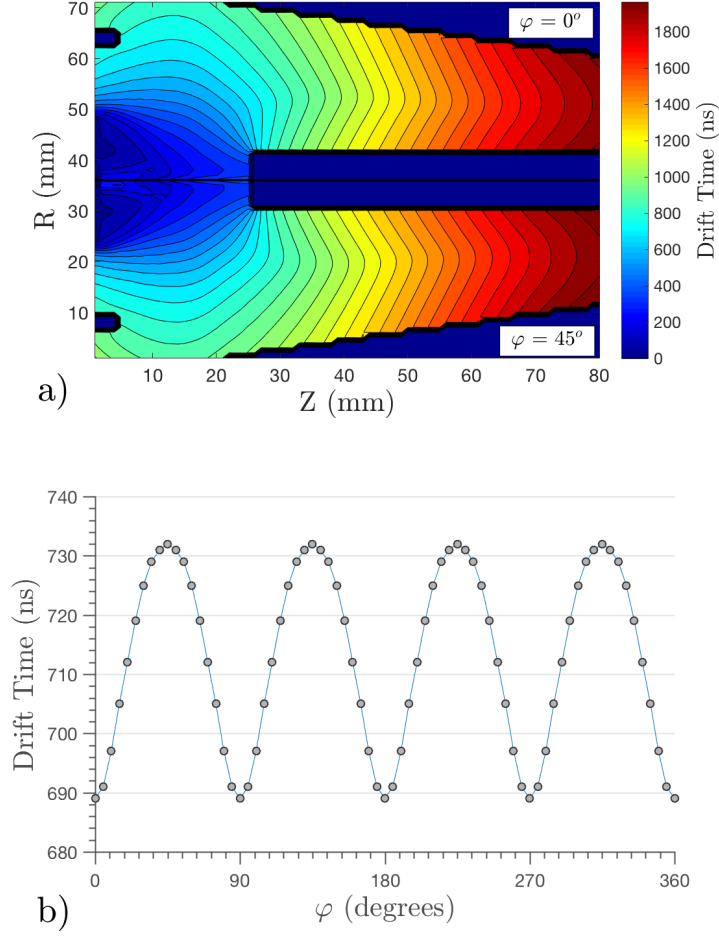 70
60
50
40
30
20
10
R (mm)
φ = 0°
φ = 45°
10 20 30 40 50 60 70 80
Z (mm)
1800
1600
1400
1200
1000
800
600
400
200
0
Drift Time (ns)
a)
740
730
720
710
700
690
680
Drift Time (ns)
0 90 180 270 360
φ (degrees)
b)